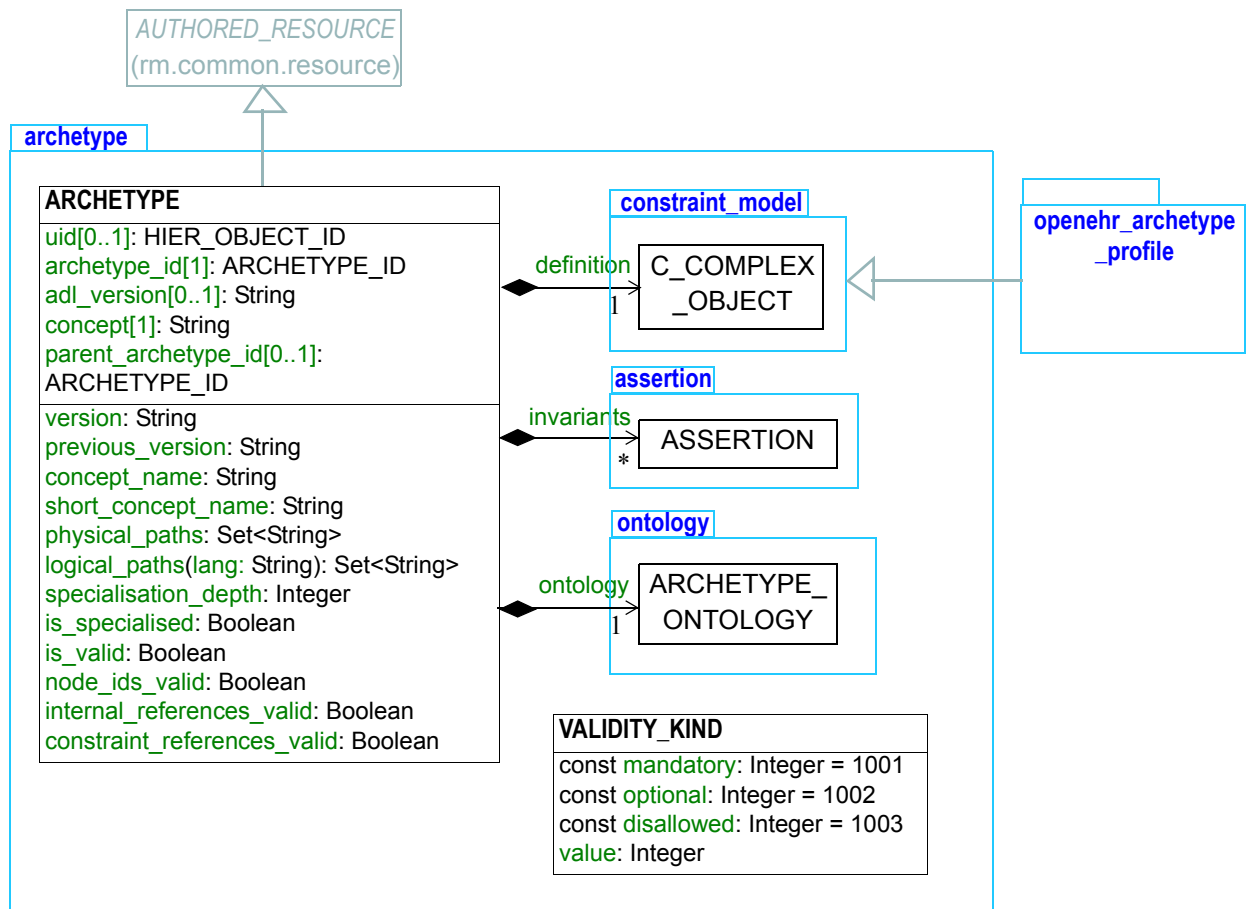 AUTHORED_RESOURCE
(rm.common.resource)
archetype
ARCHETYPE
uid[0..1]: HIER_OBJECT_ID
archetype_id[1]: ARCHETYPE_ID
adl_version[0..1]: String
concept[1]: String
parent_archetype_id[0..1]:
ARCHETYPE_ID
version: String
previous_version: String
concept_name: String
short_concept_name: String
physical_paths: Set<String>
logical_paths(lang: String): Set<String>
specialisation_depth: Integer
is_specialised: Boolean
is_valid: Boolean
node_ids_valid: Boolean
internal_references_valid: Boolean
constraint_references_valid: Boolean
constraint_model
definition
1
C_COMPLEX
_OBJECT
openehr_archetype
_profile
assertion
invariants
*
ASSERTION
ontology
ontology
1
ARCHETYPE_
ONTOLOGY
VALIDITY_KIND
const mandatory: Integer = 1001
const optional: Integer = 1002
const disallowed: Integer = 1003
value: Integer